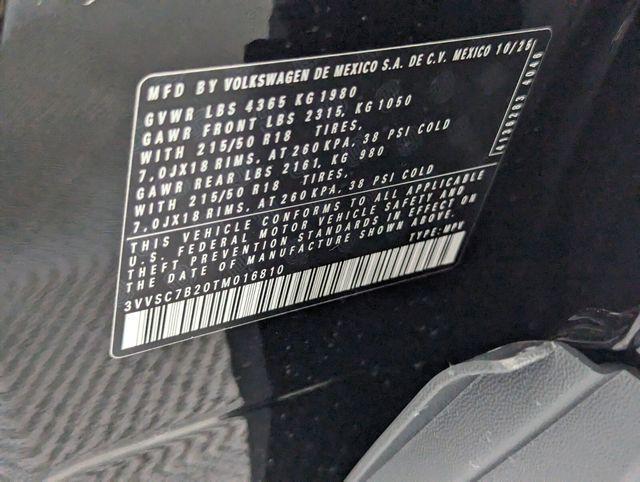 MFD BY VOLKSWAGEN DE MEXICO S.A. DE C.V. MEXICO 10/25
GVWR LBS 4365 KG 1980
GAWR FRONT LBS 2315, KG 1050
WITH 215/50 R18 TIRES,
7.0JX18 RIMS, AT 260 KPA, 38 PSI COLD
GAWR REAR LBS 2161, KG 980
WITH 215/50 R18 TIRES,
7.0JX18 RIMS, AT 260 KPA, 38 PSI COLD
THIS VEHICLE CONFORMS TO ALL APPLICABLE
U.S. FEDERAL MOTOR VEHICLE SAFETY AND
THEFT PREVENTION STANDARDS IN EFFECT ON
THE DATE OF MANUFACTURE SHOWN ABOVE.
TYPE: MPV
3VVSC7B20TM016810